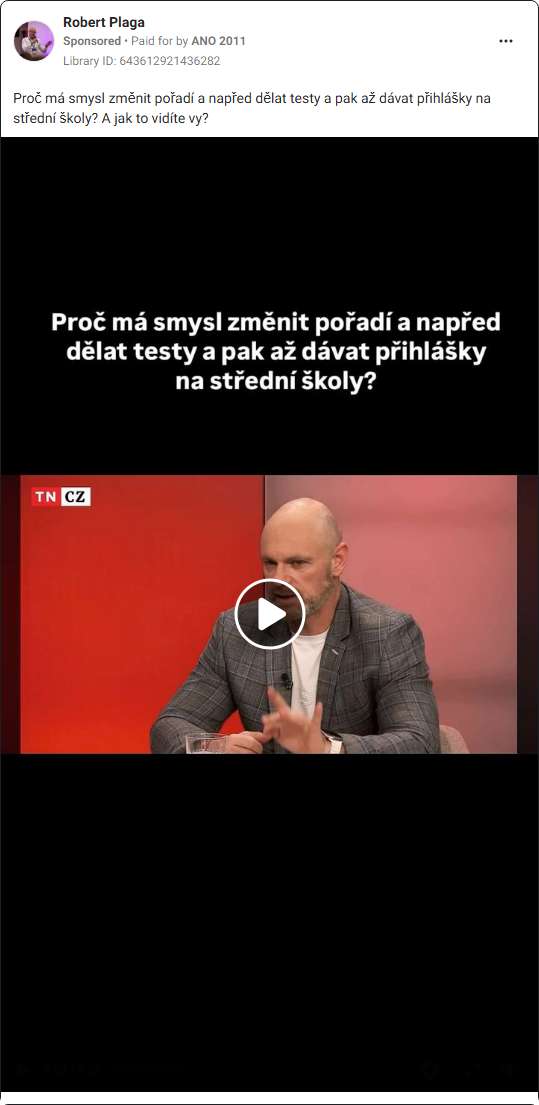 Robert Plaga
Sponsored • Paid for by ANO 2011
Library ID: 643612921436282
Proč má smysl změnit pořadí a napřed dělat testy a pak až dávat přihlášky na
střední školy? A jak to vidíte vy?
Proč má smysl změnit pořadí a napřed
dělat testy a pak až dávat přihlášky
na střední školy?
TN CZ